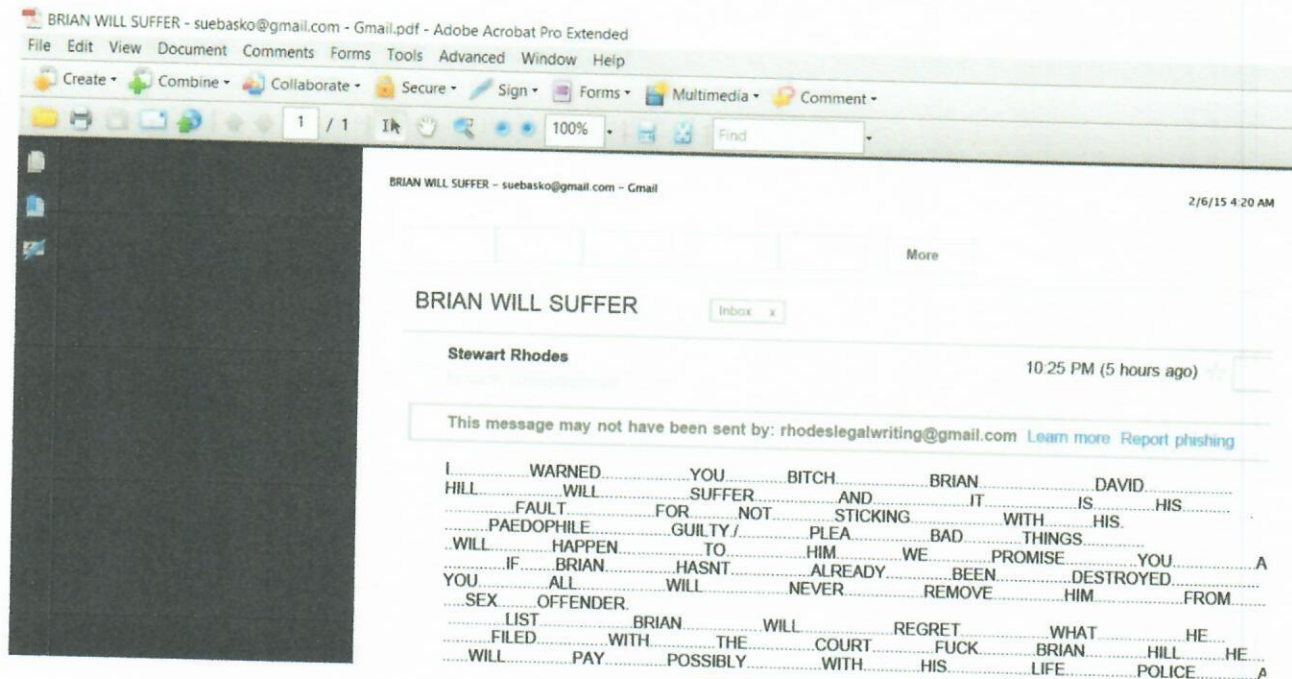 BRIAN WILL SUFFER - suebasko@gmail.com - Gmail.pdf - Adobe Acrobat Pro Extended
File Edit View Document Comments Forms Tools Advanced Window Help
Create Combine Collaborate Secure Sign Forms Multimedia Comment
1 / 1 100% Find
BRIAN WILL SUFFER - suebasko@gmail.com - Gmail 2/6/15 4:20 AM
More
BRIAN WILL SUFFER Inbox x
Stewart Rhodes 10:25 PM (5 hours ago)
This message may not have been sent by: rhodeslegalwriting@gmail.com Learn more Report phishing
I..............WARNED...............YOU...........BITCH................BRIAN....................DAVID..................
HILL..............WILL................SUFFER.............AND.............IT..............IS..........HIS........
............FAULT...............FOR........NOT...........STICKING................WITH........HIS.
.........PAEDOPHILE..............GUILTY./..............PLEA..........BAD..........THINGS...............
..WILL..........HAPPEN..............TO.............HIM.........WE..........PROMISE............YOU............A
.............IF.......BRIAN............HASNT............ALREADY...........BEEN............DESTROYED.................
YOU............ALL.............WILL...............NEVER.............REMOVE...........HIM.............FROM......
....SEX.......OFFENDER.
...........LIST................BRIAN.............WILL...............REGRET..............WHAT............HE....
........FILED...........WITH..........THE............COURT..........FUCK.........BRIAN..........HILL.......HE....
....WILL..........PAY..........POSSIBLY.............WITH..........HIS..............LIFE..........POLICE.........A